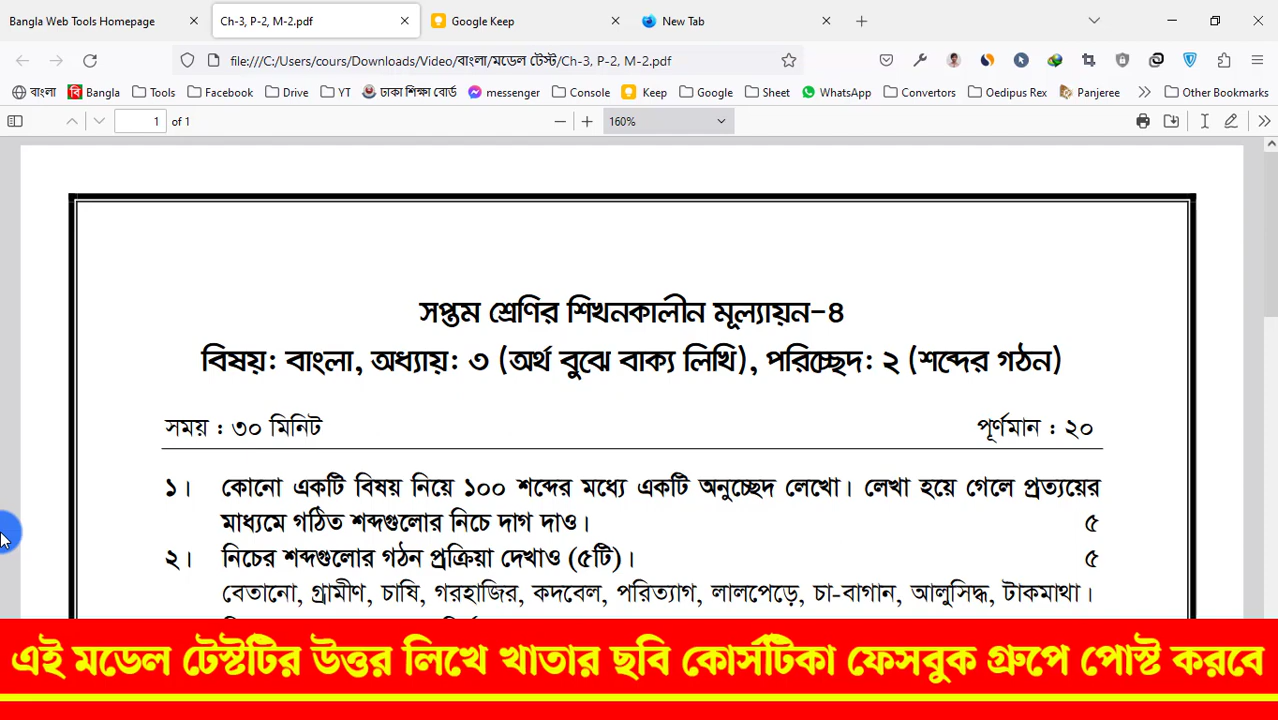 Bangla Web Tools Homepage
Ch-3, P-2, M-2.pdf
Google Keep
New Tab
file:///C:/Users/cours/Downloads/Video/বাংলা/মডেল টেস্ট/Ch-3, P-2, M-2.pdf
বাংলা
Bangla
Tools
Facebook
Drive
YT
ঢাকা শিক্ষা বোর্ড
messenger
Console
Keep
Google
Sheet
WhatsApp
Convertors
Oedipus Rex
Panjeree
Other Bookmarks
1 of 1
160%
সপ্তম শ্রেণির শিখনকালীন মূল্যায়ন-৪
বিষয়: বাংলা, অধ্যায়: ৩ (অর্থ বুঝে বাক্য লিখি), পরিচ্ছেদ: ২ (শব্দের গঠন)
সময় : ৩০ মিনিট পূর্ণমান : ২০
১। কোনো একটি বিষয় নিয়ে ১০০ শব্দের মধ্যে একটি অনুচ্ছেদ লেখো। লেখা হয়ে গেলে প্রত্যয়ের
মাধ্যমে গঠিত শব্দগুলোর নিচে দাগ দাও। ৫
২। নিচের শব্দগুলোর গঠন প্রক্রিয়া দেখাও (৫টি)। ৫
বেতানো, গ্রামীণ, চাষি, গরহাজির, কদবেল, পরিত্যাগ, লালপেড়ে, চা-বাগান, আলুসিদ্ধ, টাকমাথা।
এই মডেল টেস্টটির উত্তর লিখে খাতার ছবি কোর্সটিকা ফেসবুক গ্রুপে পোস্ট করবে